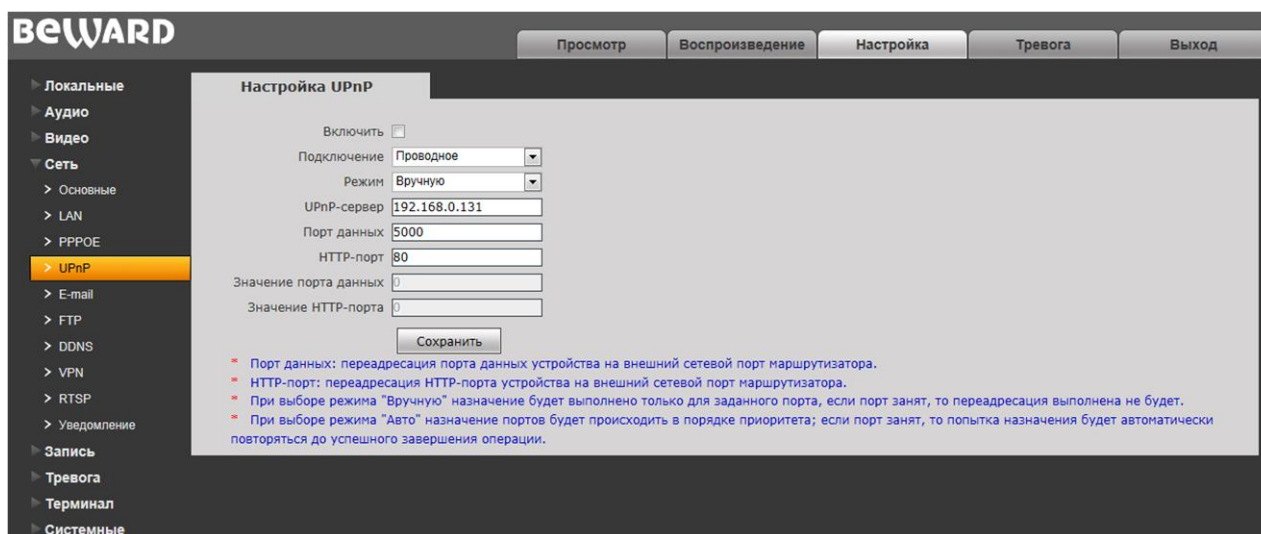 BEWARD
Просмотр
Воспроизведение
Настройка
Тревога
Выход
Локальные
Аудио
Видео
Сеть
Основные
LAN
PPPOE
UPnP
E-mail
FTP
DDNS
VPN
RTSP
Уведомление
Запись
Тревога
Терминал
Системные
Настройка UPnP
Включить
Подключение Проводное
Режим Вручную
UPnP-сервер 192.168.0.131
Порт данных 5000
HTTP-порт 80
Значение порта данных 0
Значение HTTP-порта 0
Сохранить
* Порт данных: переадресация порта данных устройства на внешний сетевой порт маршрутизатора.
* HTTP-порт: переадресация HTTP-порта устройства на внешний сетевой порт маршрутизатора.
* При выборе режима "Вручную" назначение будет выполнено только для заданного порта, если порт занят, то переадресация выполнена не будет.
* При выборе режима "Авто" назначение портов будет происходить в порядке приоритета; если порт занят, то попытка назначения будет автоматически
повторяться до успешного завершения операции.